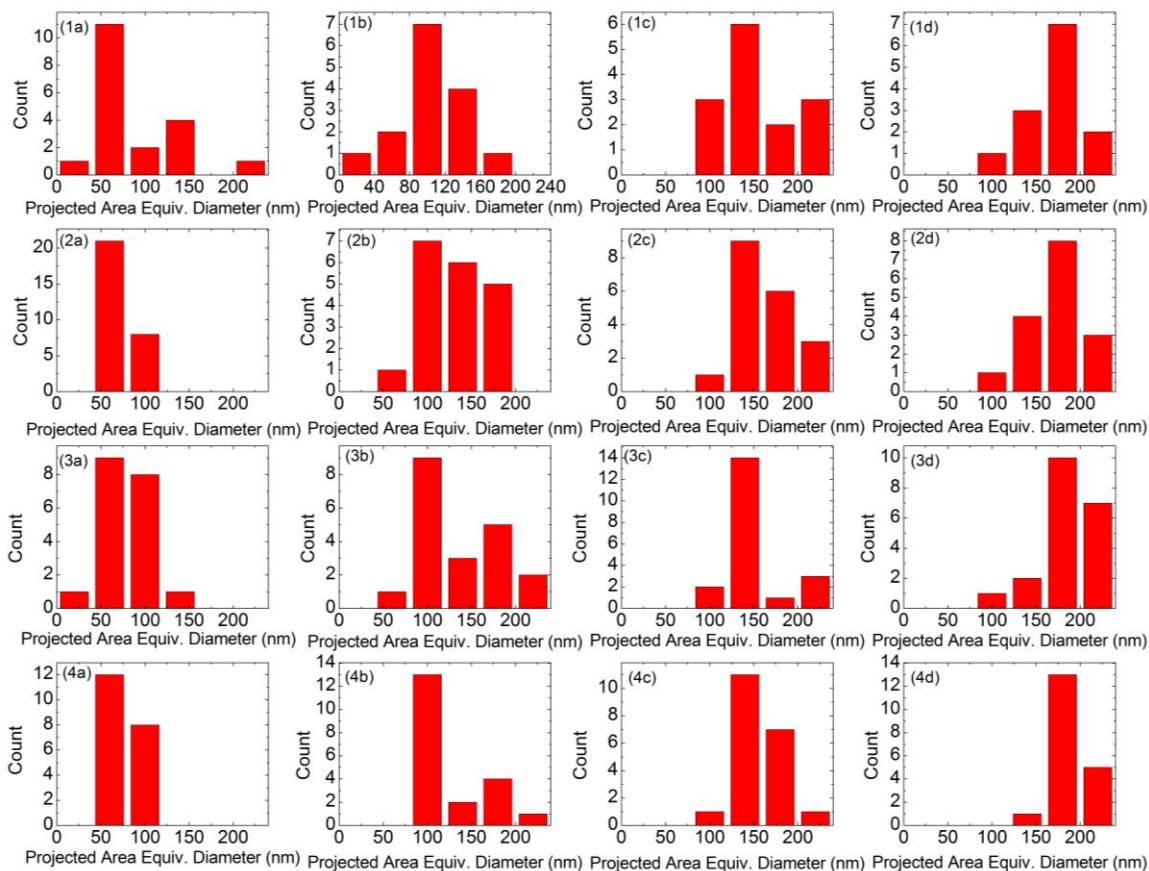 (1a) (1b) (1c) (1d)
Count Count Count Count
10 8 6 4 2 0
7 6 5 4 3 2 1 0
6 5 4 3 2 1 0
7 6 5 4 3 2 1 0
0 50 100 150 200 0 40 80 120 160 200 240 0 50 100 150 200 0 50 100 150 200
Projected Area Equiv. Diameter (nm) Projected Area Equiv. Diameter (nm) Projected Area Equiv. Diameter (nm) Projected Area Equiv. Diameter (nm)
(2a) (2b) (2c) (2d)
Count Count Count Count
20 15 10 5 0
7 6 5 4 3 2 1 0
8 6 4 2 0
9 8 7 6 5 4 3 2 1 0
0 50 100 150 200 0 50 100 150 200 0 50 100 150 200 0 50 100 150 200
Projected Area Equiv. Diameter (nm) Projected Area Equiv. Diameter (nm) Projected Area Equiv. Diameter (nm) Projected Area Equiv. Diameter (nm)
(3a) (3b) (3c) (3d)
Count Count Count Count
8 6 4 2 0
8 6 4 2 0
14 12 10 8 6 4 2 0
10 8 6 4 2 0
0 50 100 150 200 0 50 100 150 200 0 50 100 150 200 0 50 100 150 200
Projected Area Equiv. Diameter (nm) Projected Area Equiv. Diameter (nm) Projected Area Equiv. Diameter (nm) Projected Area Equiv. Diameter (nm)
(4a) (4b) (4c) (4d)
Count Count Count Count
12 10 8 6 4 2 0
14 12 10 8 6 4 2 0
10 8 6 4 2 0
14 12 10 8 6 4 2 0
0 50 100 150 200 0 50 100 150 200 0 50 100 150 200 0 50 100 150 200
Projected Area Equiv. Diameter (nm) Projected Area Equiv. Diameter (nm) Projected Area Equiv. Diameter (nm) Projected Area Equiv. Diameter (nm)